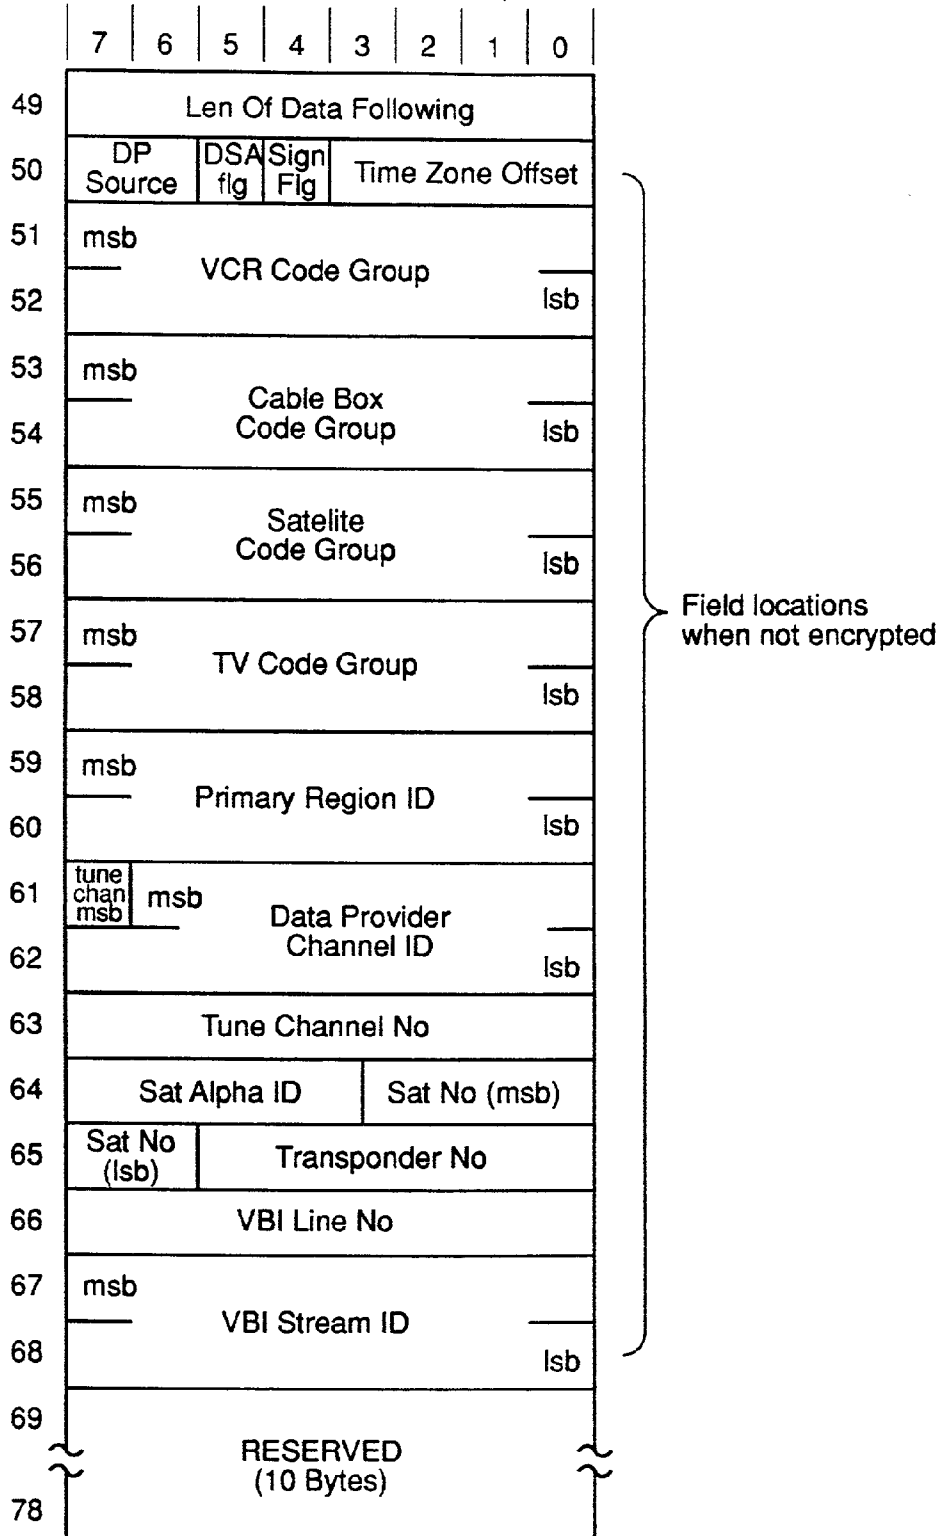 7 6 5 4 3 2 1 0
49 Len Of Data Following
50 DP Source DSA flg Sign Flg Time Zone Offset
51 msb
VCR Code Group
52 lsb
53 msb
Cable Box
54 Code Group lsb
55 msb
Satelite
Code Group
56 lsb
57 msb
TV Code Group
58 lsb
Field locations
when not encrypted
59 msb
Primary Region ID
60 lsb
61 tune chan msb msb
Data Provider
Channel ID
62 lsb
63 Tune Channel No
64 Sat Alpha ID Sat No (msb)
65 Sat No (lsb) Transponder No
66 VBI Line No
67 msb
VBI Stream ID
68 lsb
69
RESERVED
(10 Bytes)
78